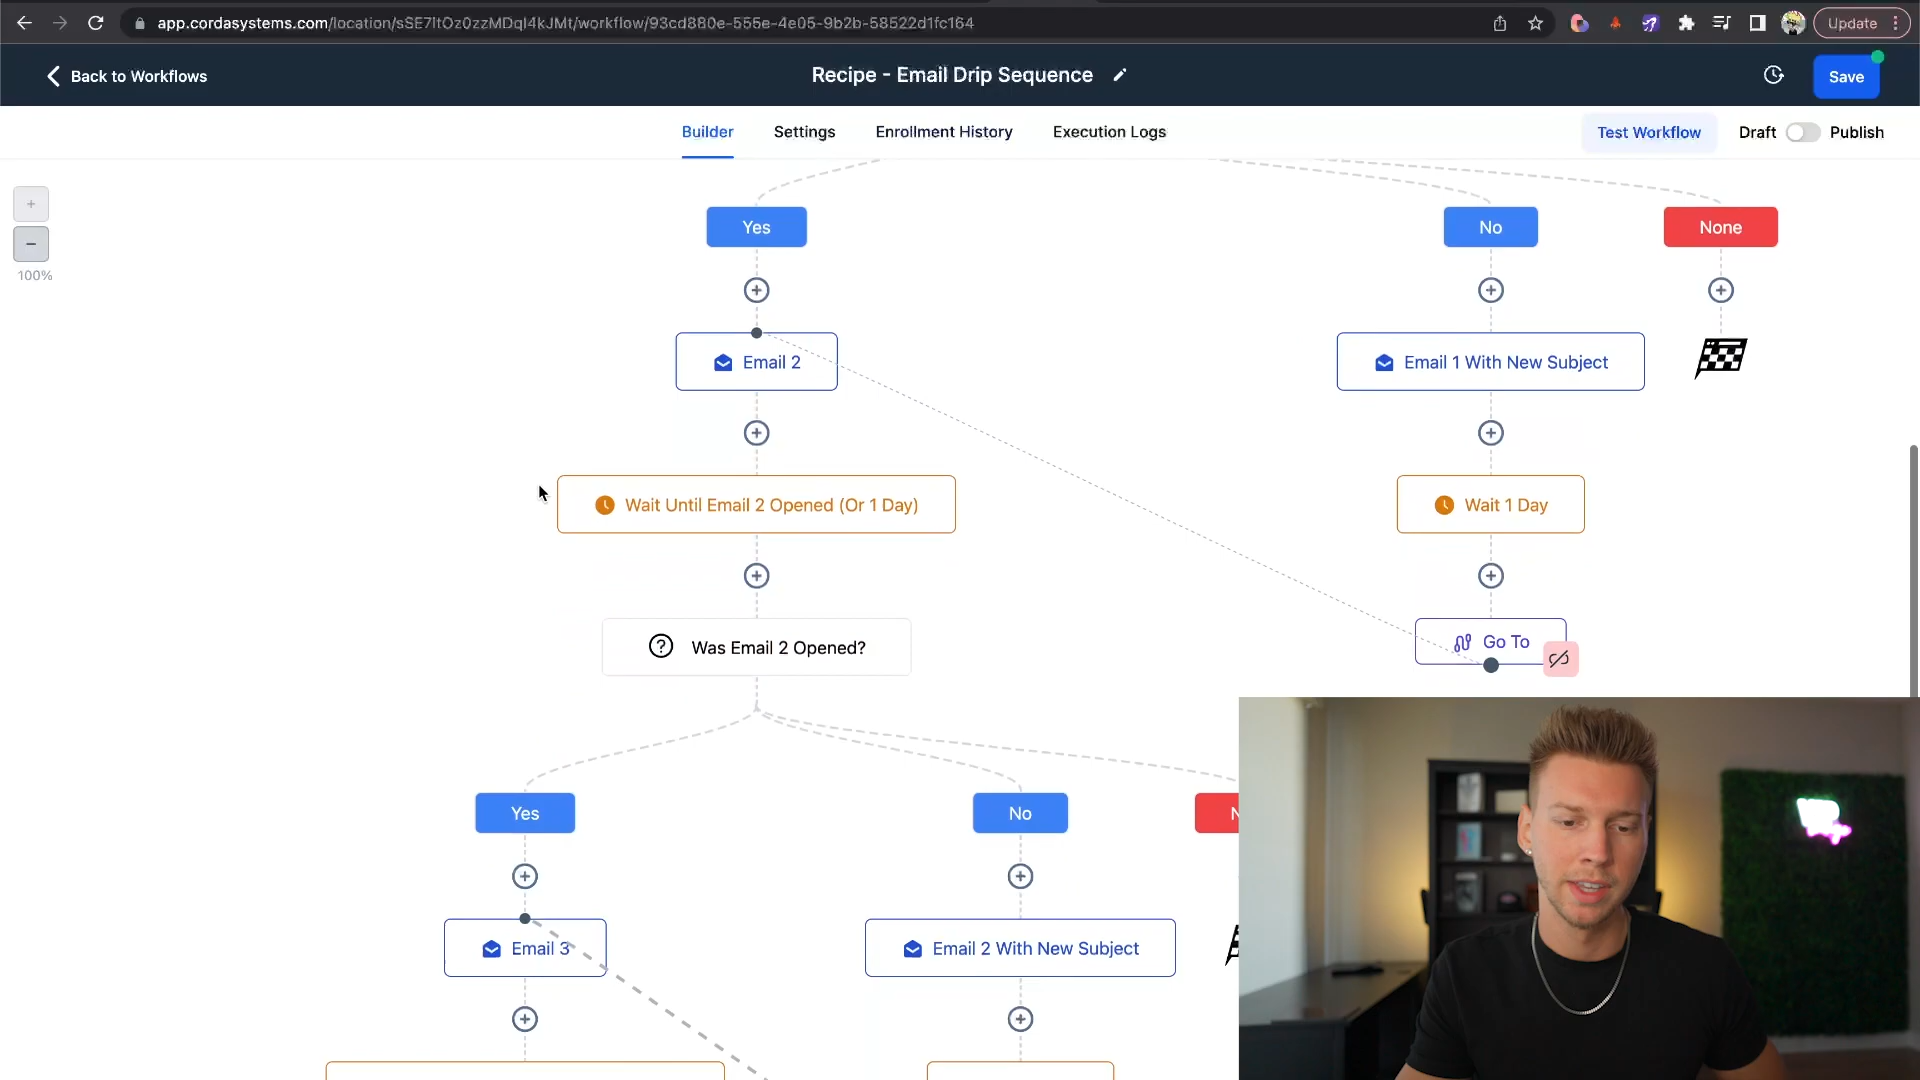 app.cordasystems.com/location/sSE7ltOz0zzMDqI4kJMt/workflow/93cd880e-555e-4e05-9b2b-58522d1fc164
Update
Back to Workflows
Recipe - Email Drip Sequence
Save
Builder
Settings
Enrollment History
Execution Logs
Test Workflow
Draft
Publish
100%
Yes
No
None
Email 2
Email 1 With New Subject
Wait Until Email 2 Opened (Or 1 Day)
Wait 1 Day
Was Email 2 Opened?
Go To
Yes
No
Email 3
Email 2 With New Subject